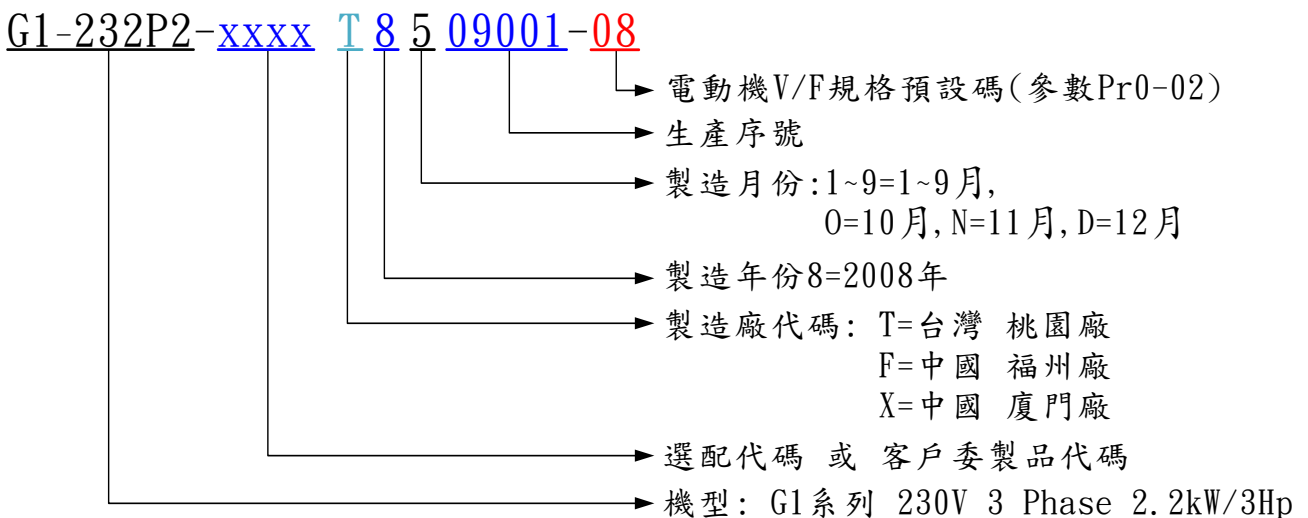 G1-232P2-xxxx T 8 5 09001-08
電動機V/F規格預設碼(參數Pr0-02)
生產序號
製造月份:1~9=1~9月,
O=10月,N=11月,D=12月
製造年份8=2008年
製造廠代碼: T=台灣 桃園廠
F=中國 福州廠
X=中國 廈門廠
選配代碼 或 客戶委製品代碼
機型: G1系列 230V 3 Phase 2.2kW/3Hp